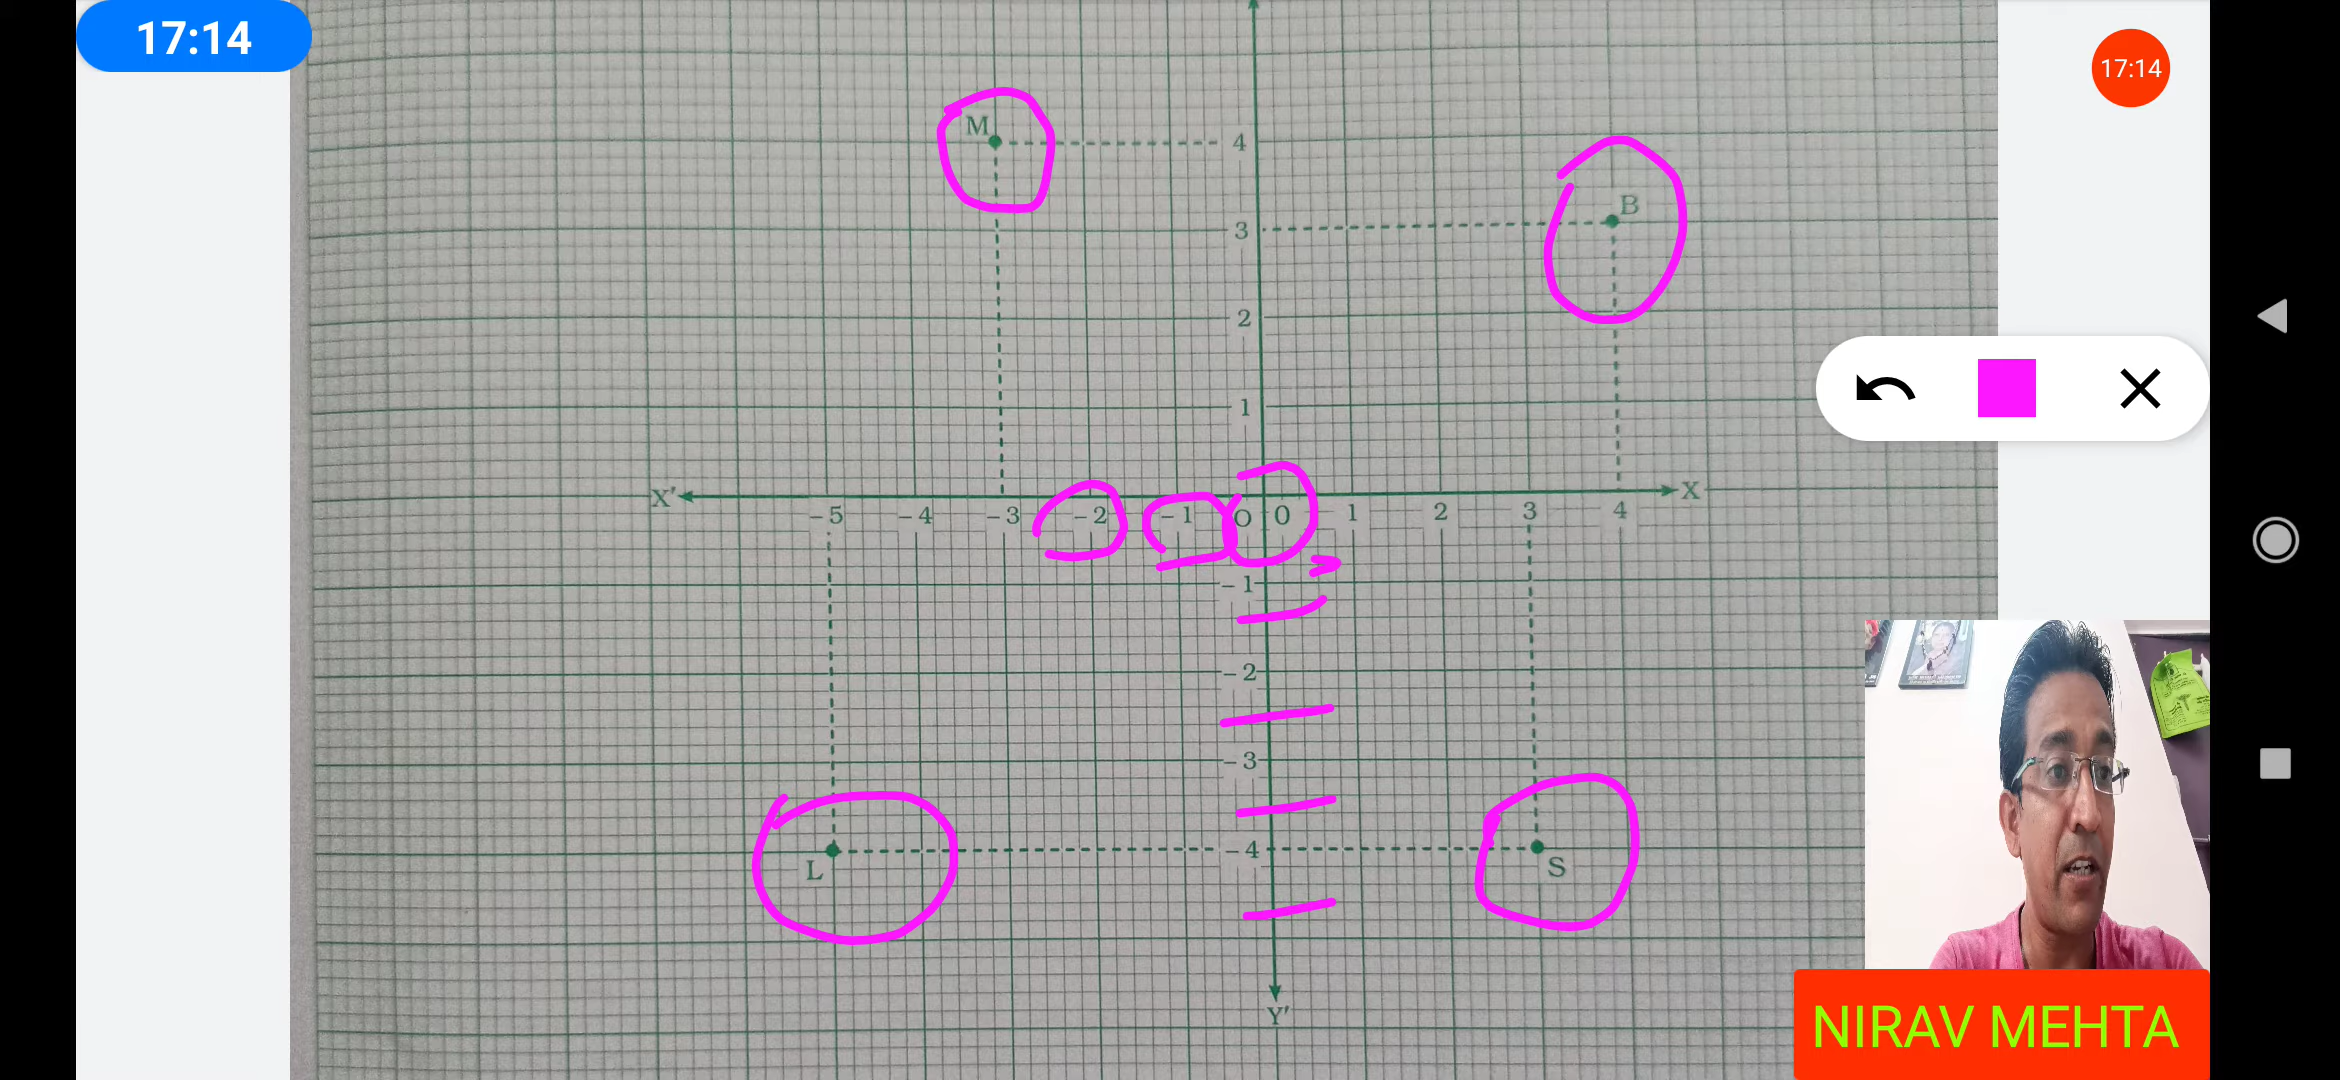 17:14
17:14
M
4
B
3
2
1
X′
X
– 5 – 4 – 3 – 2 – 1 O 0 1 2 3 4
– 1
– 2
– 3
– 4
L
S
Y′
NIRAV MEHTA